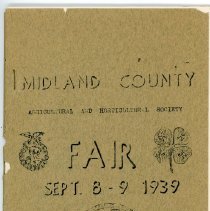 MIDLAND COUNTY
AGRICULTURAL AND HORTICULTURAL SOCIETY
FAIR
SEPT. 8-9 1939